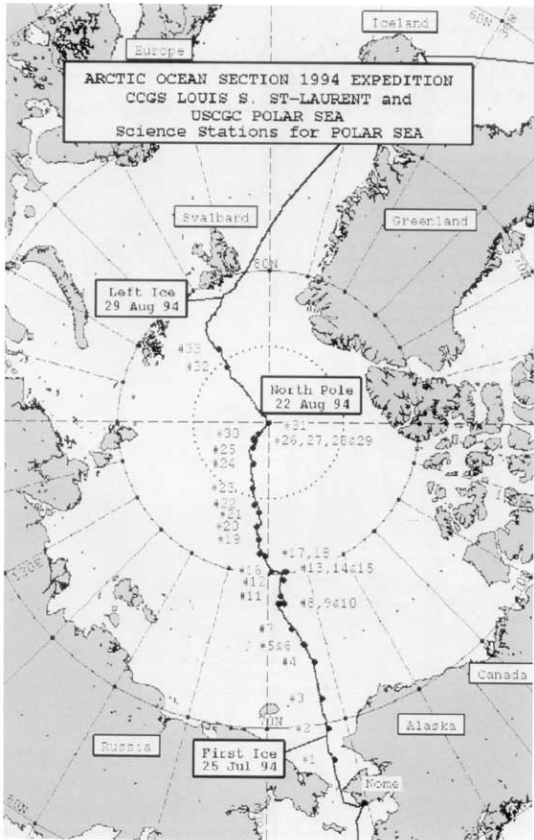 60N
Iceland
Europe
ARCTIC OCEAN SECTION 1994 EXPEDITION
CCGS LOUIS S. ST-LAURENT and
USCGC POLAR SEA
Science Stations for POLAR SEA
Svalbard
Greenland
80N
Left Ice
29 Aug 94
#33
#32
North Pole
22 Aug 94
#31
#30
#26,27,28&29
#25
#24
#23
#22
#21
#20
#19
#17,18
#16
#13,14&15
#12
#11
#8,9&10
#7
#5&6
#4
#3
Canada
70N
#2
Alaska
Russia
First Ice
25 Jul 94
#1
Nome
60N